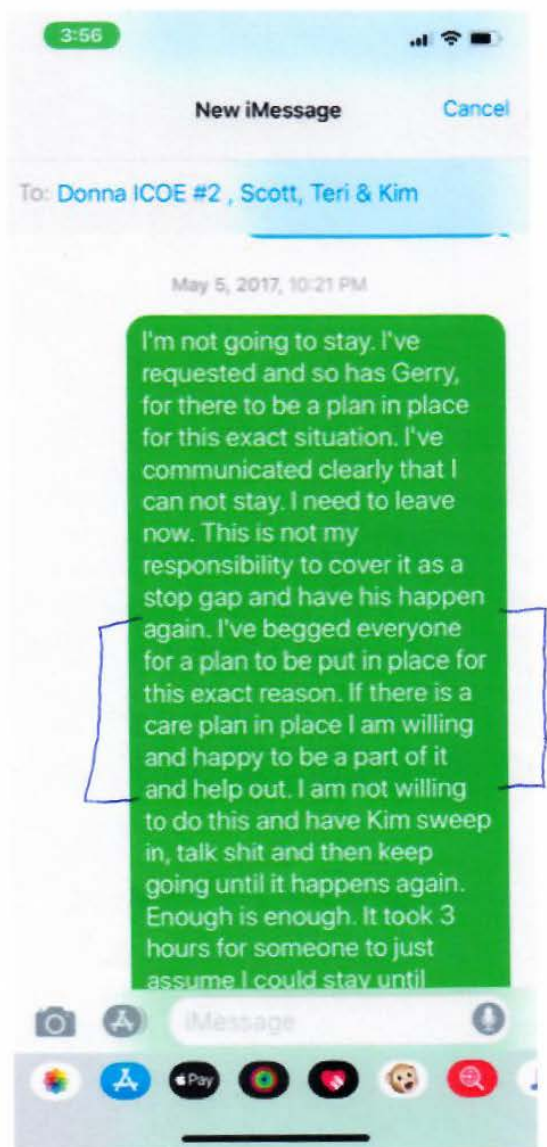 3:56
New iMessage
Cancel
To: Donna ICOE #2 , Scott, Teri & Kim
May 5, 2017, 10:21 PM
I'm not going to stay. I've
requested and so has Gerry,
for there to be a plan in place
for this exact situation. I've
communicated clearly that I
can not stay. I need to leave
now. This is not my
responsibility to cover it as a
stop gap and have his happen
again. I've begged everyone
for a plan to be put in place for
this exact reason. If there is a
care plan in place I am willing
and happy to be a part of it
and help out. I am not willing
to do this and have Kim sweep
in, talk shit and then keep
going until it happens again.
Enough is enough. It took 3
hours for someone to just
assume I could stay until
iMessage
Pay